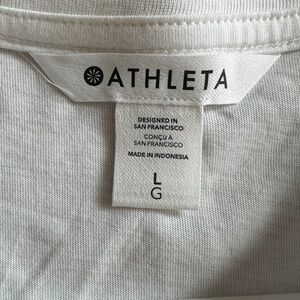 ATHLETA
DESIGNED IN
SAN FRANCISCO
CONÇU À
SAN FRANCISCO
MADE IN INDONESIA
L
G